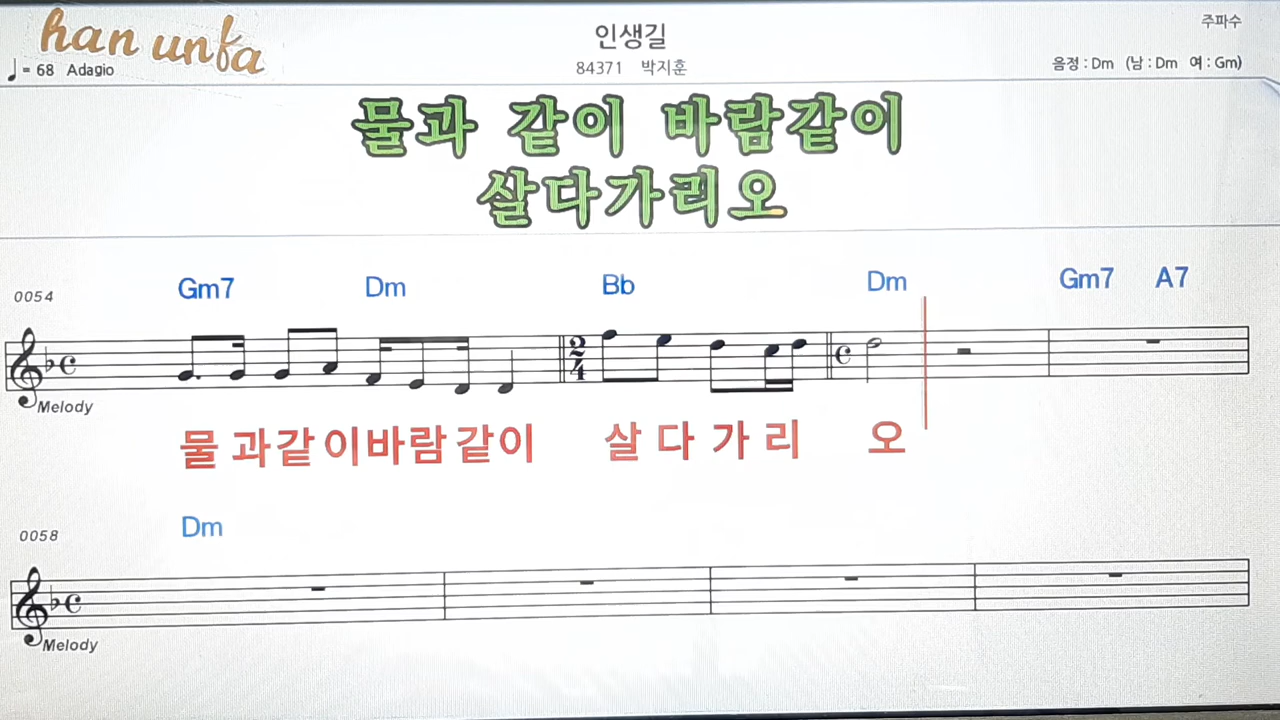 han unfa
인생길
주파수
♩= 68 Adagio
84371 박지훈
음정 : Dm (남 : Dm 여 : Gm)
물과 같이 바람같이
살다가리오
Gm7 Dm Bb Dm Gm7 A7
0054
2
4
Melody
물 과같이바람같이 살다가리 오
Dm
0058
Melody